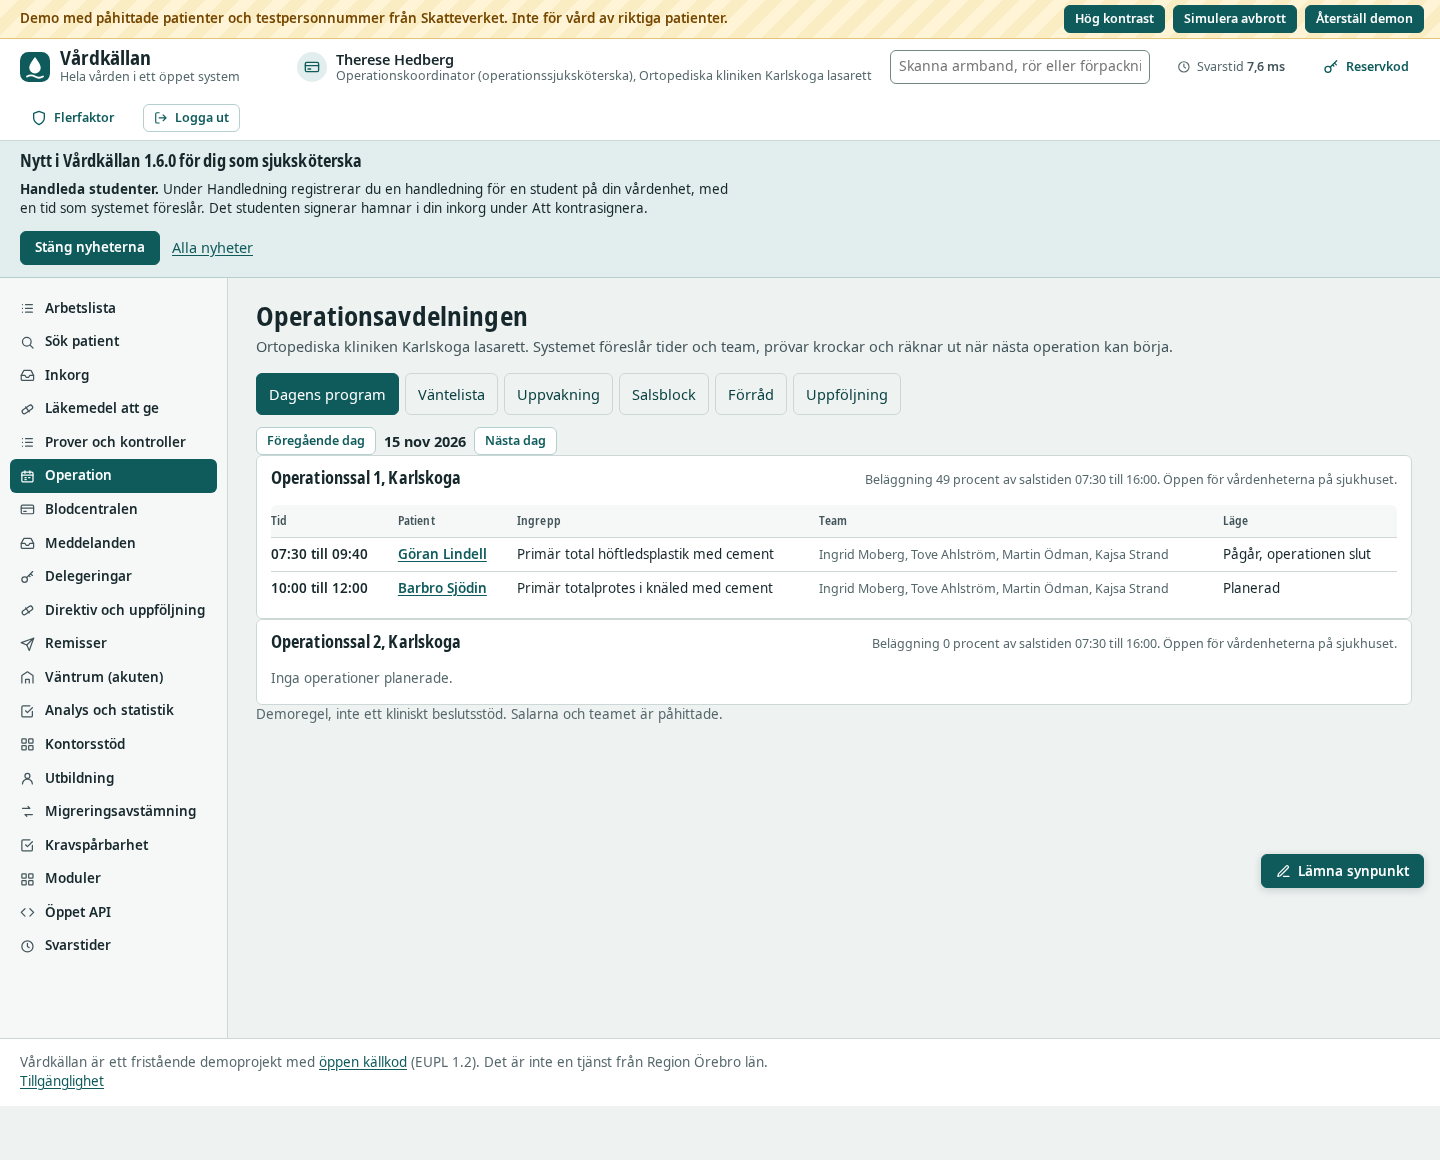 Demo med påhittade patienter och testpersonnummer från Skatteverket. Inte för vård av riktiga patienter.
Hög kontrast
Simulera avbrott
Återställ demon
Vårdkällan
Hela vården i ett öppet system
Therese Hedberg
Operationskoordinator (operationssjuksköterska), Ortopediska kliniken Karlskoga lasarett
Skanna armband, rör eller förpackni
Svarstid 7,6 ms
Reservkod
Flerfaktor
Logga ut
Nytt i Vårdkällan 1.6.0 för dig som sjuksköterska
Handleda studenter. Under Handledning registrerar du en handledning för en student på din vårdenhet, med
en tid som systemet föreslår. Det studenten signerar hamnar i din inkorg under Att kontrasignera.
Stäng nyheterna
Alla nyheter
Arbetslista
Sök patient
Inkorg
Läkemedel att ge
Prover och kontroller
Operation
Blodcentralen
Meddelanden
Delegeringar
Direktiv och uppföljning
Remisser
Väntrum (akuten)
Analys och statistik
Kontorsstöd
Utbildning
Migreringsavstämning
Kravspårbarhet
Moduler
Öppet API
Svarstider
Operationsavdelningen
Ortopediska kliniken Karlskoga lasarett. Systemet föreslår tider och team, prövar krockar och räknar ut när nästa operation kan börja.
Dagens program
Väntelista
Uppvakning
Salsblock
Förråd
Uppföljning
Föregående dag
15 nov 2026
Nästa dag
Operationssal 1, Karlskoga
Beläggning 49 procent av salstiden 07:30 till 16:00. Öppen för vårdenheterna på sjukhuset.
Tid Patient Ingrepp Team Läge
07:30 till 09:40 Göran Lindell Primär total höftledsplastik med cement Ingrid Moberg, Tove Ahlström, Martin Ödman, Kajsa Strand Pågår, operationen slut
10:00 till 12:00 Barbro Sjödin Primär totalprotes i knäled med cement Ingrid Moberg, Tove Ahlström, Martin Ödman, Kajsa Strand Planerad
Operationssal 2, Karlskoga
Beläggning 0 procent av salstiden 07:30 till 16:00. Öppen för vårdenheterna på sjukhuset.
Inga operationer planerade.
Demoregel, inte ett kliniskt beslutsstöd. Salarna och teamet är påhittade.
Lämna synpunkt
Vårdkällan är ett fristående demoprojekt med öppen källkod (EUPL 1.2). Det är inte en tjänst från Region Örebro län.
Tillgänglighet